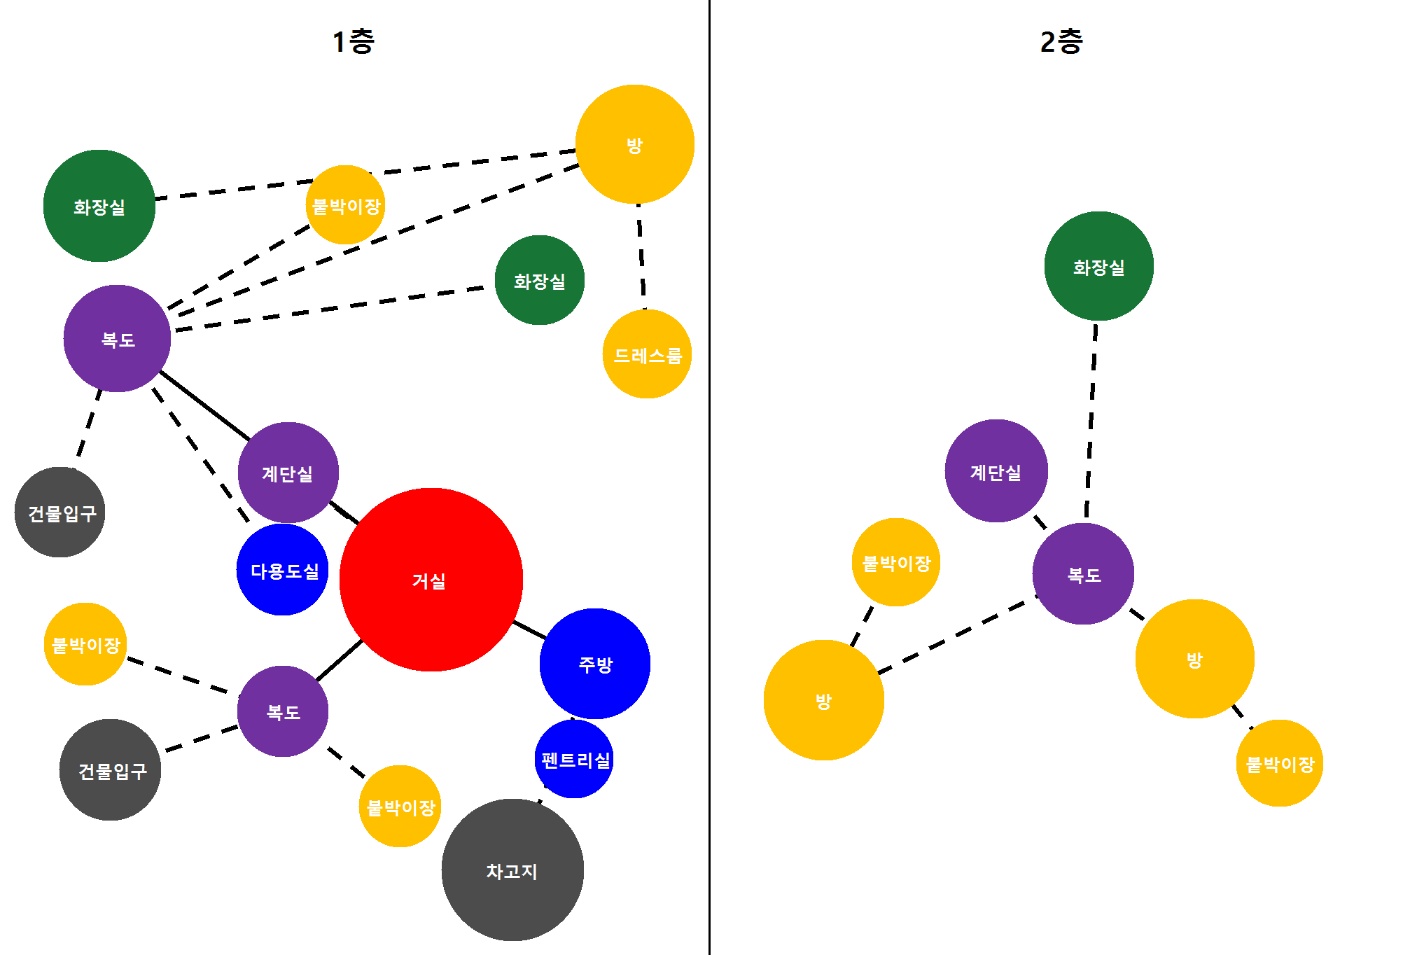 1층
방
화장실
붙박이장
화장실
복도
드레스룸
계단실
건물입구
다용도실
거실
붙박이장
주방
복도
펜트리실
건물입구
붙박이장
차고지
2층
화장실
계단실
붙박이장
복도
방
방
붙박이장